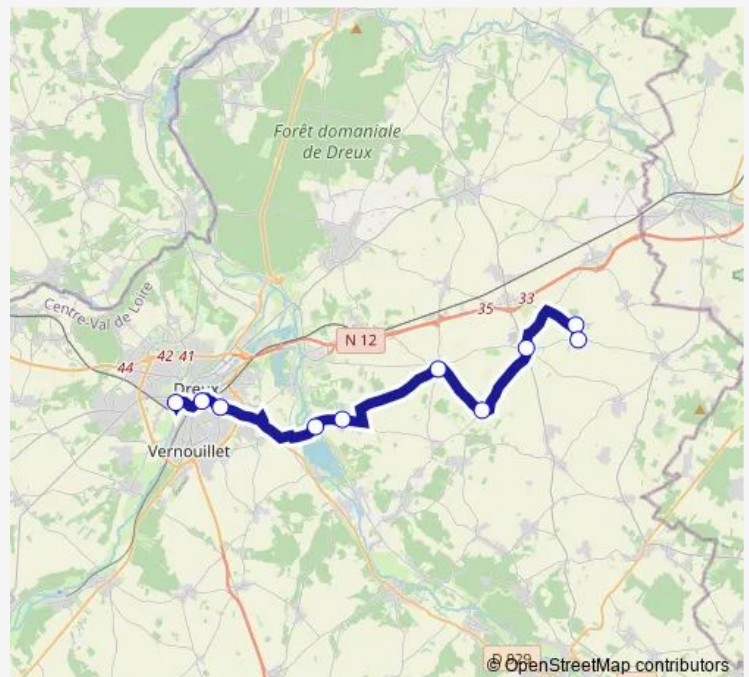 Forêt domaniale
de Dreux
Centre-Val de Loire
33
35
N 12
42 41
44
Dreux
Vernouillet
D 929
© OpenStreetMap contributors